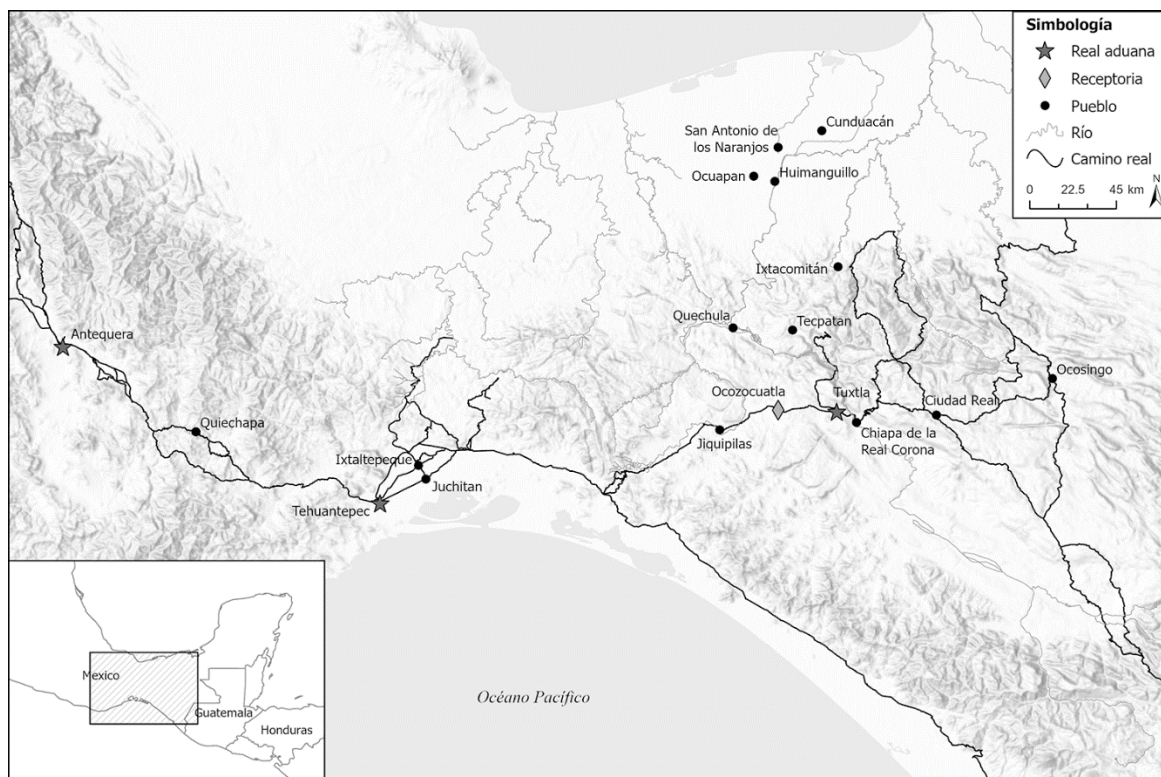 Simbología
Real aduana
Receptoria
Pueblo
Río
Camino real
0 22.5 45 km
N
Cunduacán
San Antonio de
los Naranjos
Ocuapan
Huimanguillo
Ixtacomitán
Quechula
Tecpatan
Antequera
Ocosingo
Ocozocuatla
Tuxtla
Ciudad Real
Quiechapa
Jiquipilas
Chiapa de la
Real Corona
Ixtaltepeque
Juchitan
Tehuantepec
Mexico
Guatemala
Honduras
Océano Pacífico